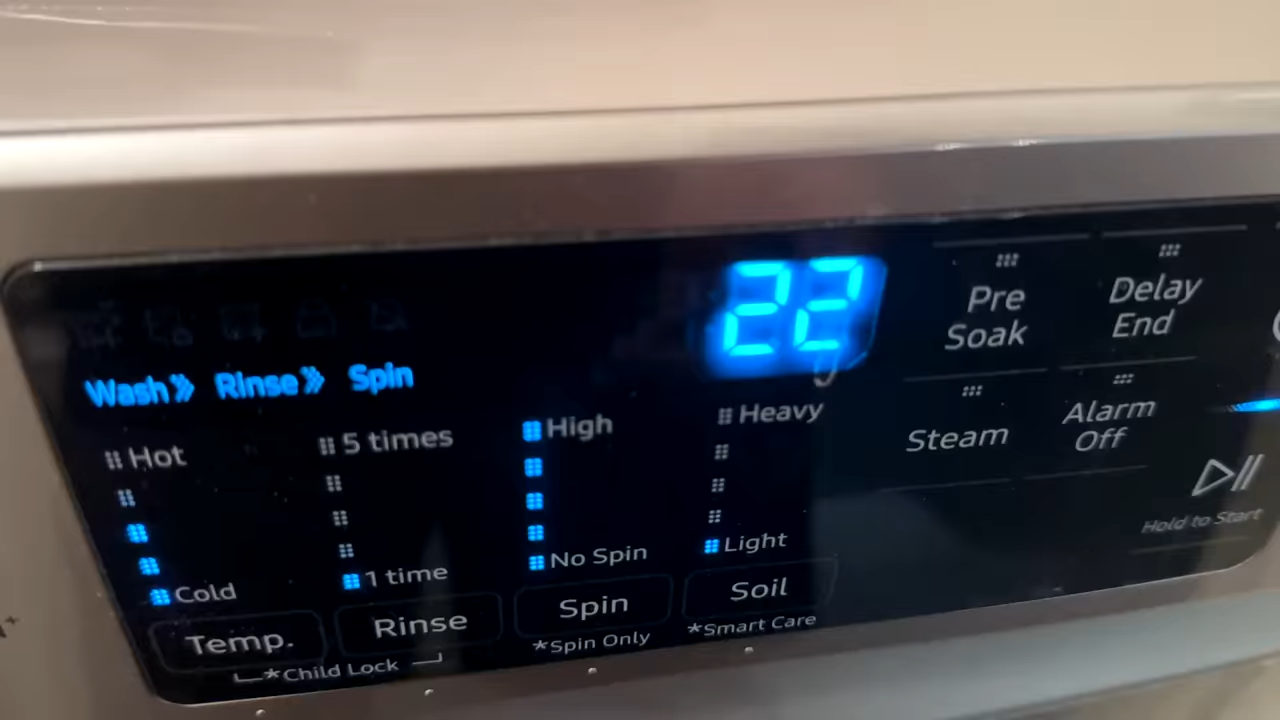 22
Pre Soak
Delay End
Wash Rinse Spin
Hot
5 times
High
Heavy
Steam
Alarm Off
Cold
1 time
No Spin
Light
Hold to Start
Temp.
Rinse
Spin
Soil
*Child Lock
*Spin Only
*Smart Care